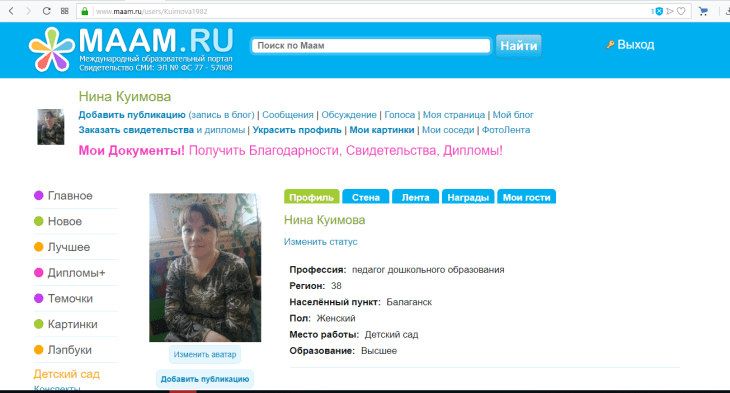 www.maam.ru/users/Kuimova1982
MAAM.RU
Международный образовательный портал
Свидетельство СМИ: ЭЛ № ФС 77 - 57008
Поиск по Маам
Найти
Выход
Нина Куимова
Добавить публикацию (запись в блог) | Сообщения | Обсуждение | Голоса | Моя страница | Мой блог
Заказать свидетельства и дипломы | Украсить профиль | Мои картинки | Мои соседи | ФотоЛента
Мои Документы! Получить Благодарности, Свидетельства, Дипломы!
Главное
Новое
Лучшее
Дипломы+
Темочки
Картинки
Лэпбуки
Детский сад
Конспекты
Изменить аватар
Добавить публикацию
Профиль Стена Лента Награды Мои гости
Нина Куимова
Изменить статус
Профессия: педагог дошкольного образования
Регион: 38
Населённый пункт: Балаганск
Пол: Женский
Место работы: Детский сад
Образование: Высшее